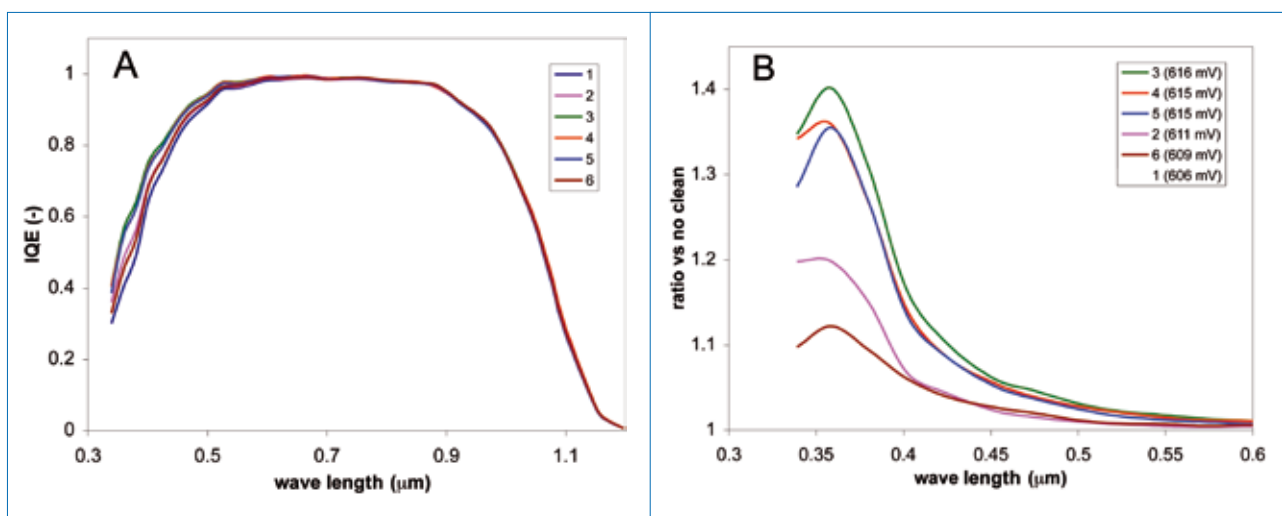 A
1
2
3
4
5
6
1
0.8
0.6
0.4
0.2
0
0.3
0.5
0.7
0.9
1.1
IQE (-)
wave length (μm)
B
3 (616 mV)
4 (615 mV)
5 (615 mV)
2 (611 mV)
6 (609 mV)
1 (606 mV)
1.4
1.3
1.2
1.1
1
0.3
0.35
0.4
0.45
0.5
0.55
0.6
ratio vs no clean
wave length (μm)